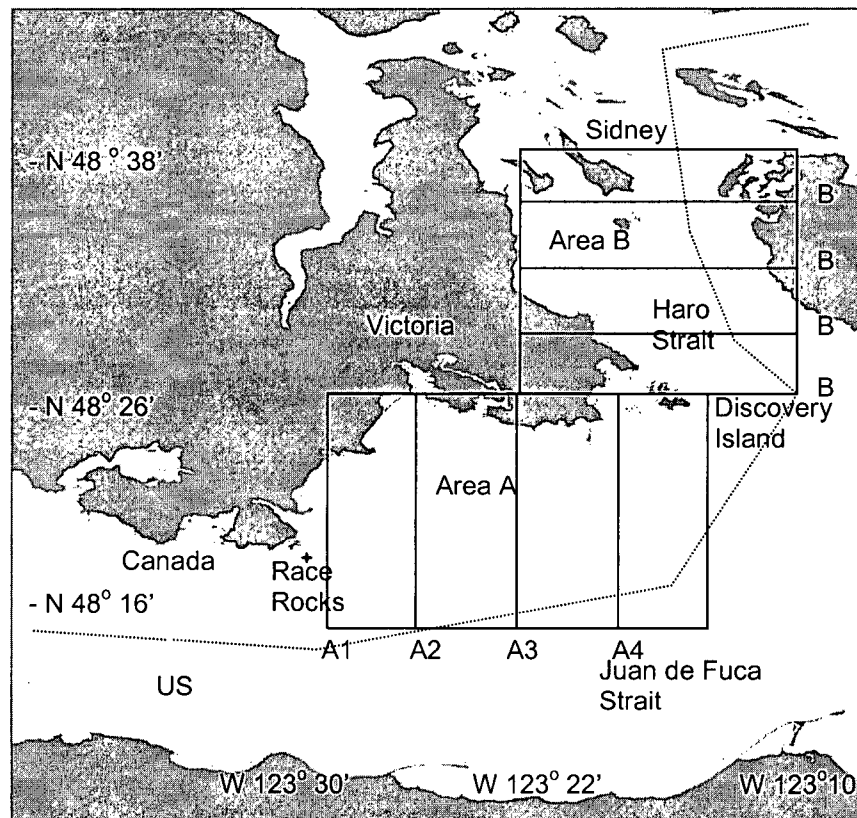 Sidney
- N 48° 38'
B
Area B
B
Haro
Strait
Victoria
B
B
- N 48° 26'
Discovery
Island
Area A
Canada
Race
Rocks
- N 48° 16'
A1
A2
A3
A4
Juan de Fuca
Strait
US
W 123° 30'
W 123° 22'
W 123° 10